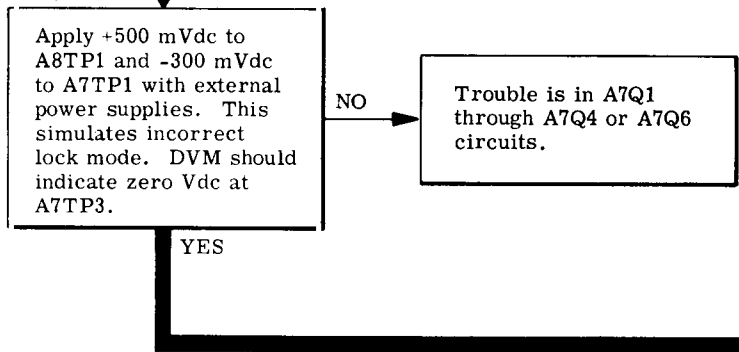 Apply +500 mVdc to
A8TP1 and -300 mVdc
to A7TP1 with external
power supplies. This
simulates incorrect
lock mode. DVM should
indicate zero Vdc at
A7TP3.
NO
Trouble is in A7Q1
through A7Q4 or A7Q6
circuits.
YES